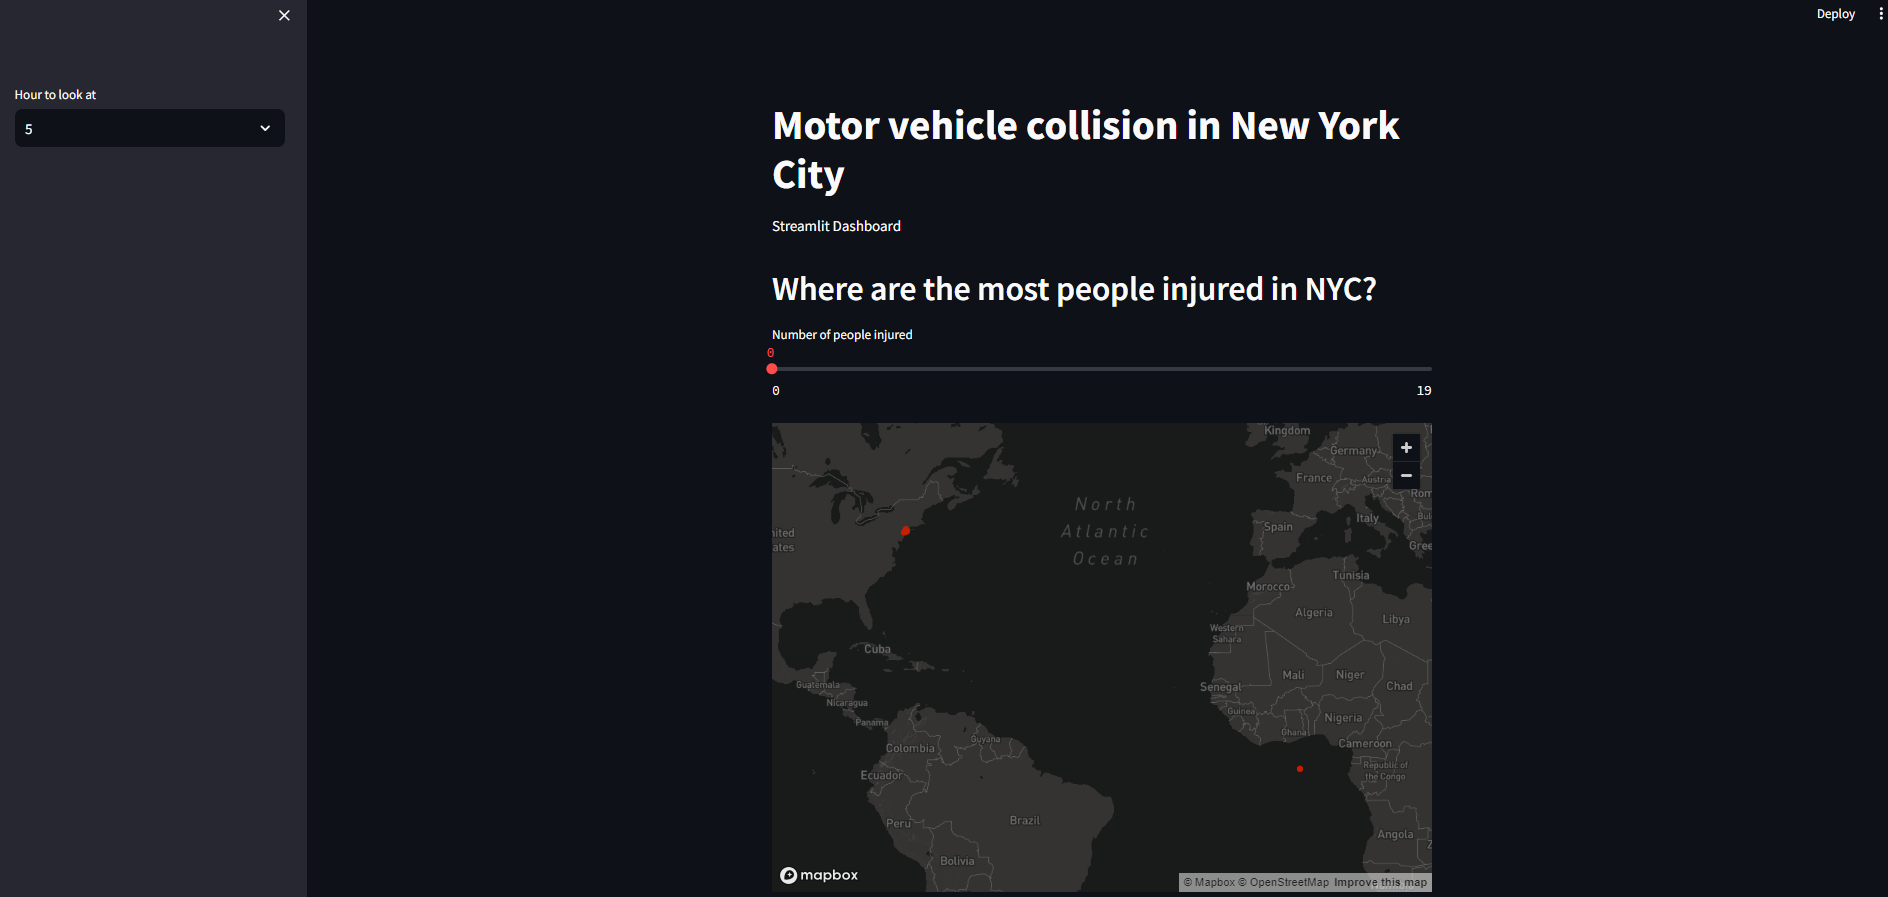 Deploy
Hour to look at
5
Motor vehicle collision in New York
City
Streamlit Dashboard
Where are the most people injured in NYC?
Number of people injured
0
0
19
Kingdom
Germany
France
Austria
Rom
Bul
Italy
Spain
Gree
North
Atlantic
Ocean
nited
ates
Tunisia
Morocco
Algeria
Libya
Western
Sahara
Cuba
Mali
Niger
Chad
Senegal
Guatemala
Nicaragua
Guinea
Nigeria
Panama
Ghana
Guyana
Cameroon
Colombia
Republic of
the Congo
Ecuador
Peru
Brazil
Angola
Z
Bolivia
mapbox
© Mapbox © OpenStreetMap Improve this map